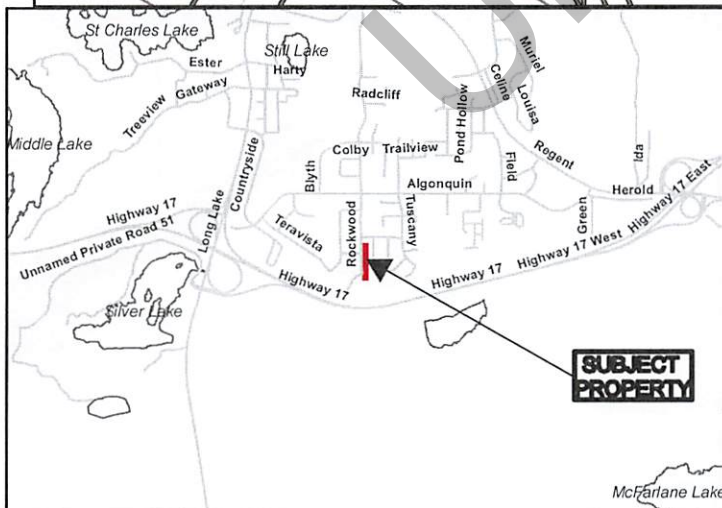 St Charles Lake
Still Lake
Ester
Harty
Gateway
Treeview
Middle Lake
Radcliff
Muriel
Celine
Louisa
Pond Hollow
Colby
Trailview
Regent
Ida
Blyth
Field
Algonquin
Herold
Countryside
Long Lake
Highway 17
Unnamed Private Road 51
Teravista
Rockwood
Tuscany
Green
Highway 17 East
Highway 17 West
Highway 17
Highway 17
Silver Lake
SUBJECT
PROPERTY
McFarlane Lake